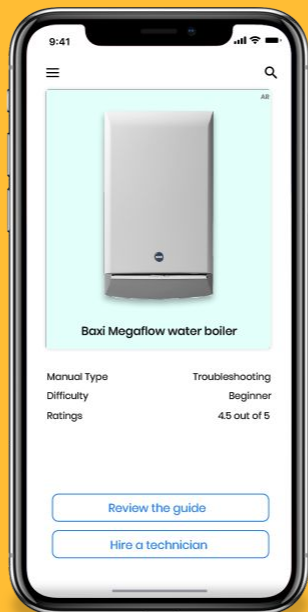 9:41
AR
Baxi Megaflow water boiler
Manual Type Troubleshooting
Difficulty Beginner
Ratings 4.5 out of 5
Review the guide
Hire a technician